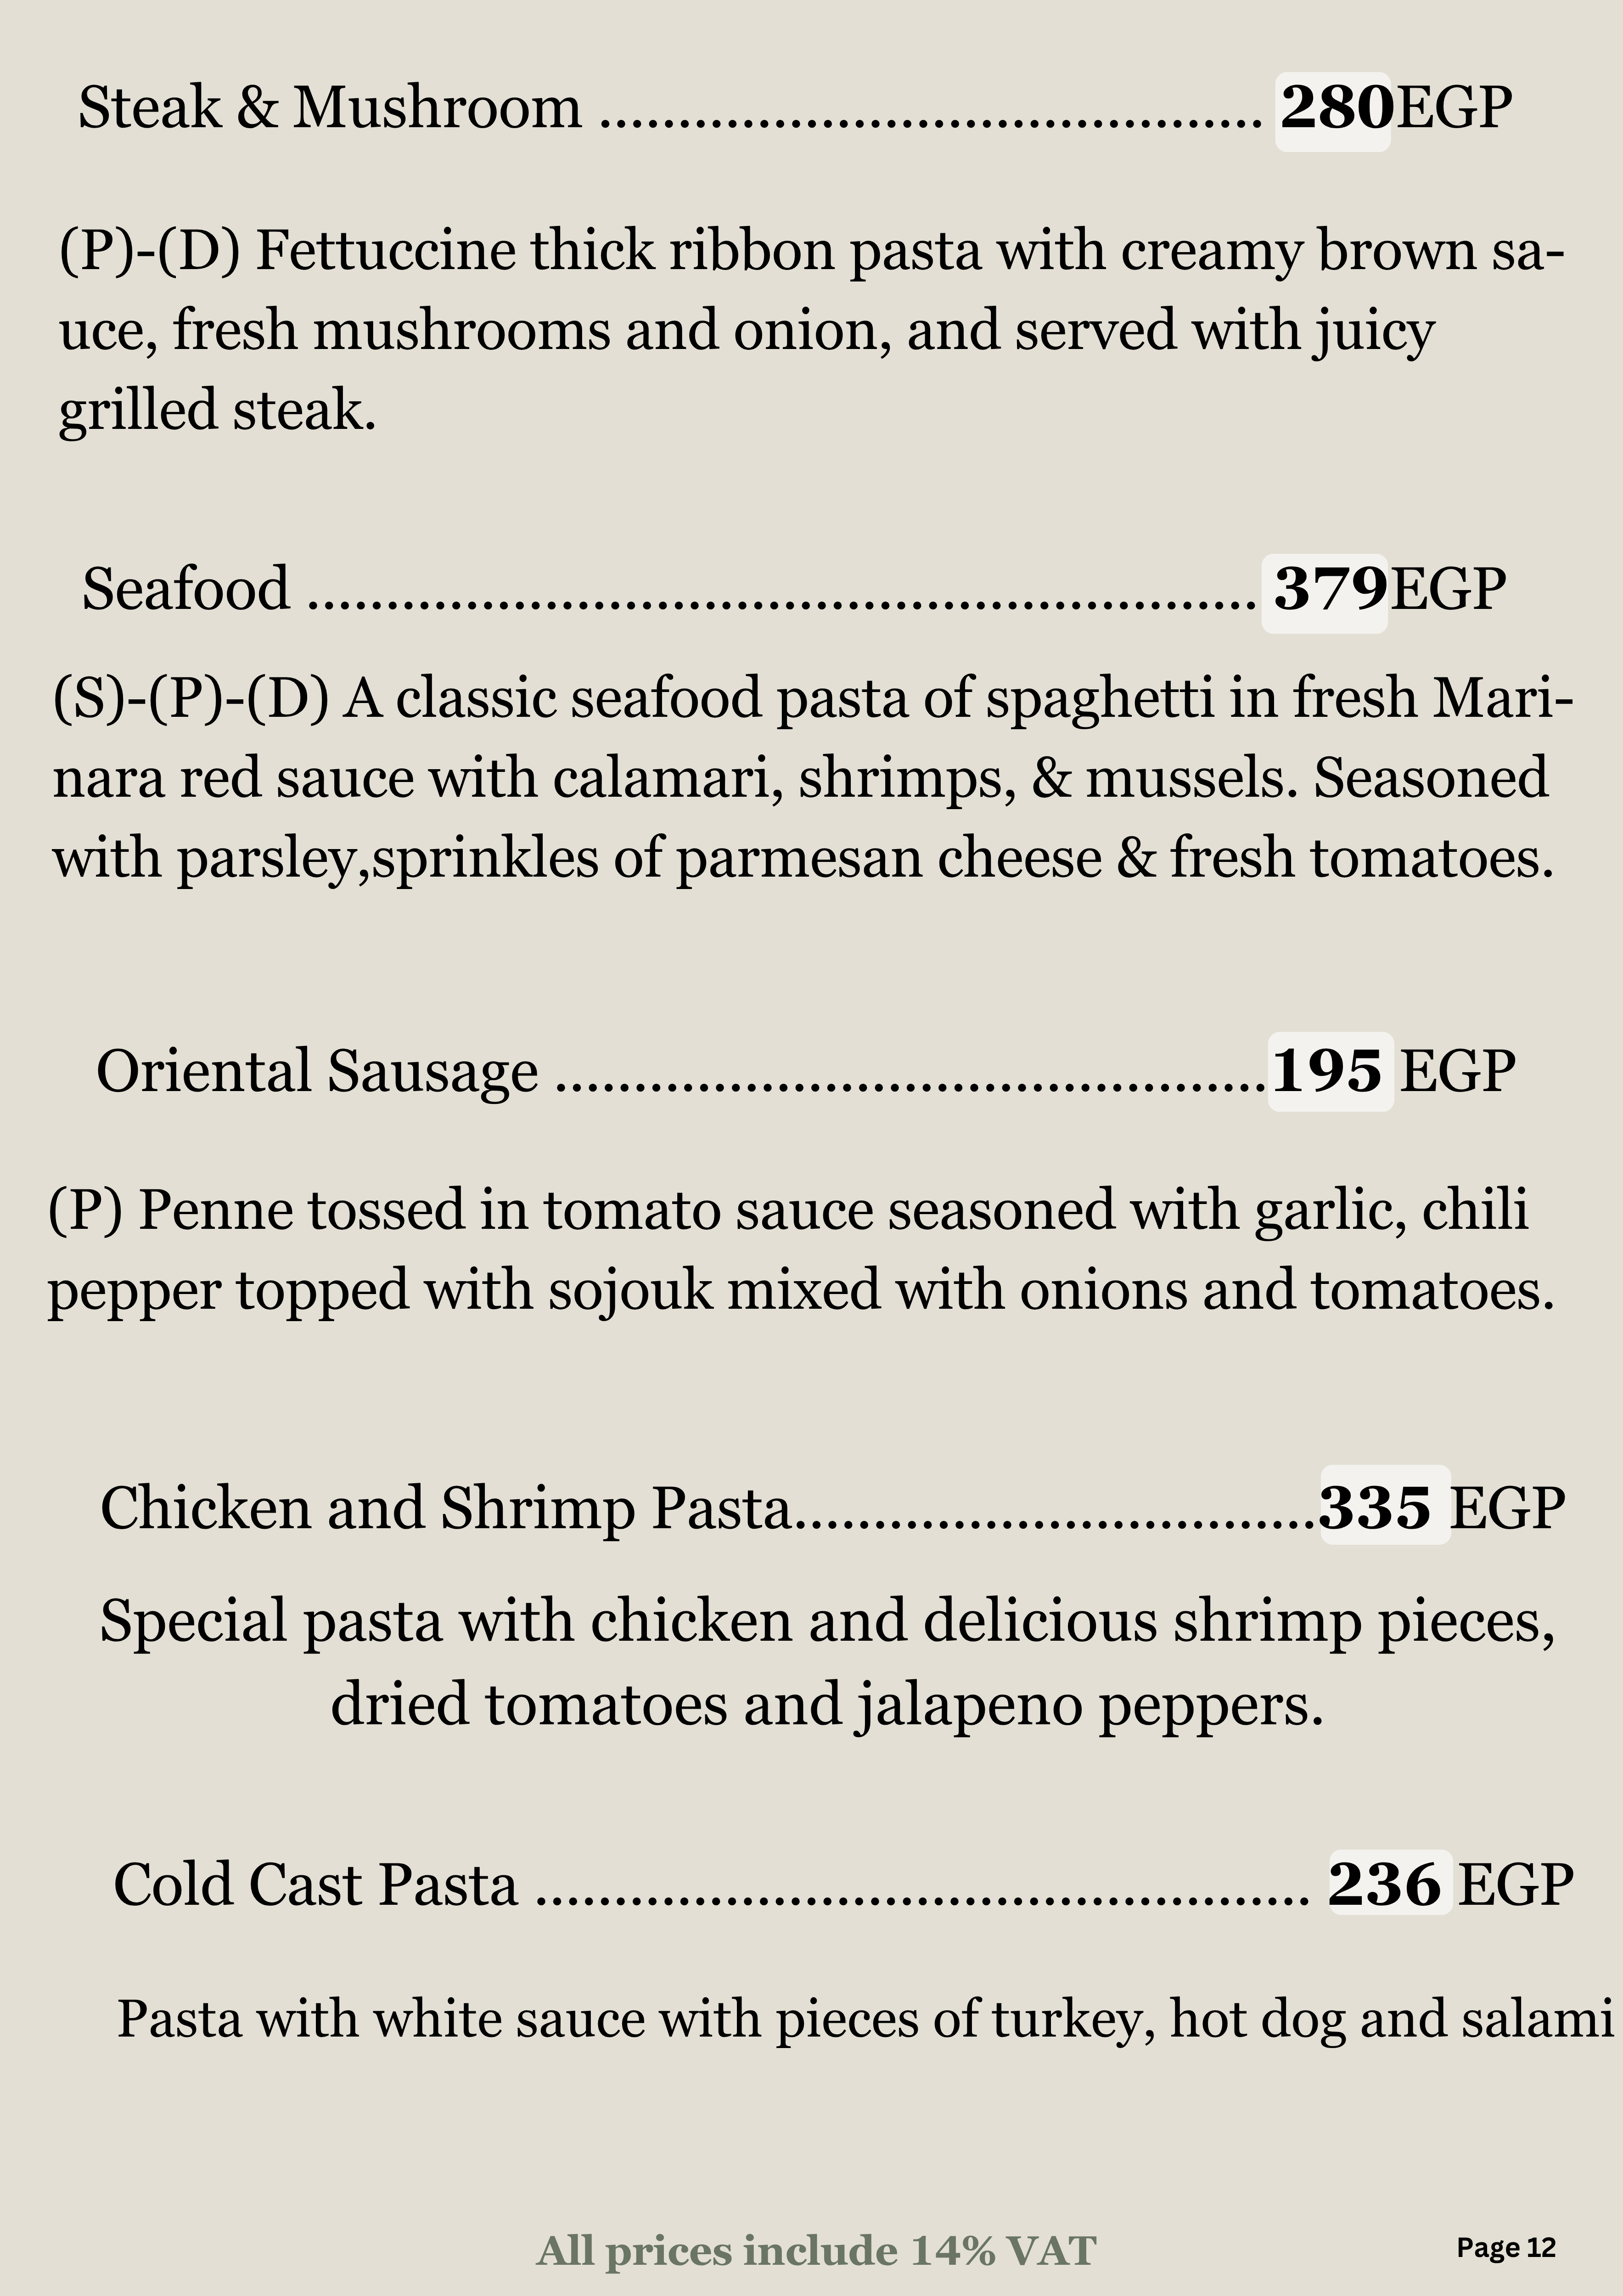 Steak & Mushroom .......................................... 280EGP
(P)-(D) Fettuccine thick ribbon pasta with creamy brown sa-
uce, fresh mushrooms and onion, and served with juicy
grilled steak.
Seafood ............................................................ 379EGP
(S)-(P)-(D) A classic seafood pasta of spaghetti in fresh Mari-
nara red sauce with calamari, shrimps, & mussels. Seasoned
with parsley,sprinkles of parmesan cheese & fresh tomatoes.
Oriental Sausage .............................................195 EGP
(P) Penne tossed in tomato sauce seasoned with garlic, chili
pepper topped with sojouk mixed with onions and tomatoes.
Chicken and Shrimp Pasta.................................335 EGP
Special pasta with chicken and delicious shrimp pieces,
dried tomatoes and jalapeno peppers.
Cold Cast Pasta ................................................. 236 EGP
Pasta with white sauce with pieces of turkey, hot dog and salami
All prices include 14% VAT
Page 12